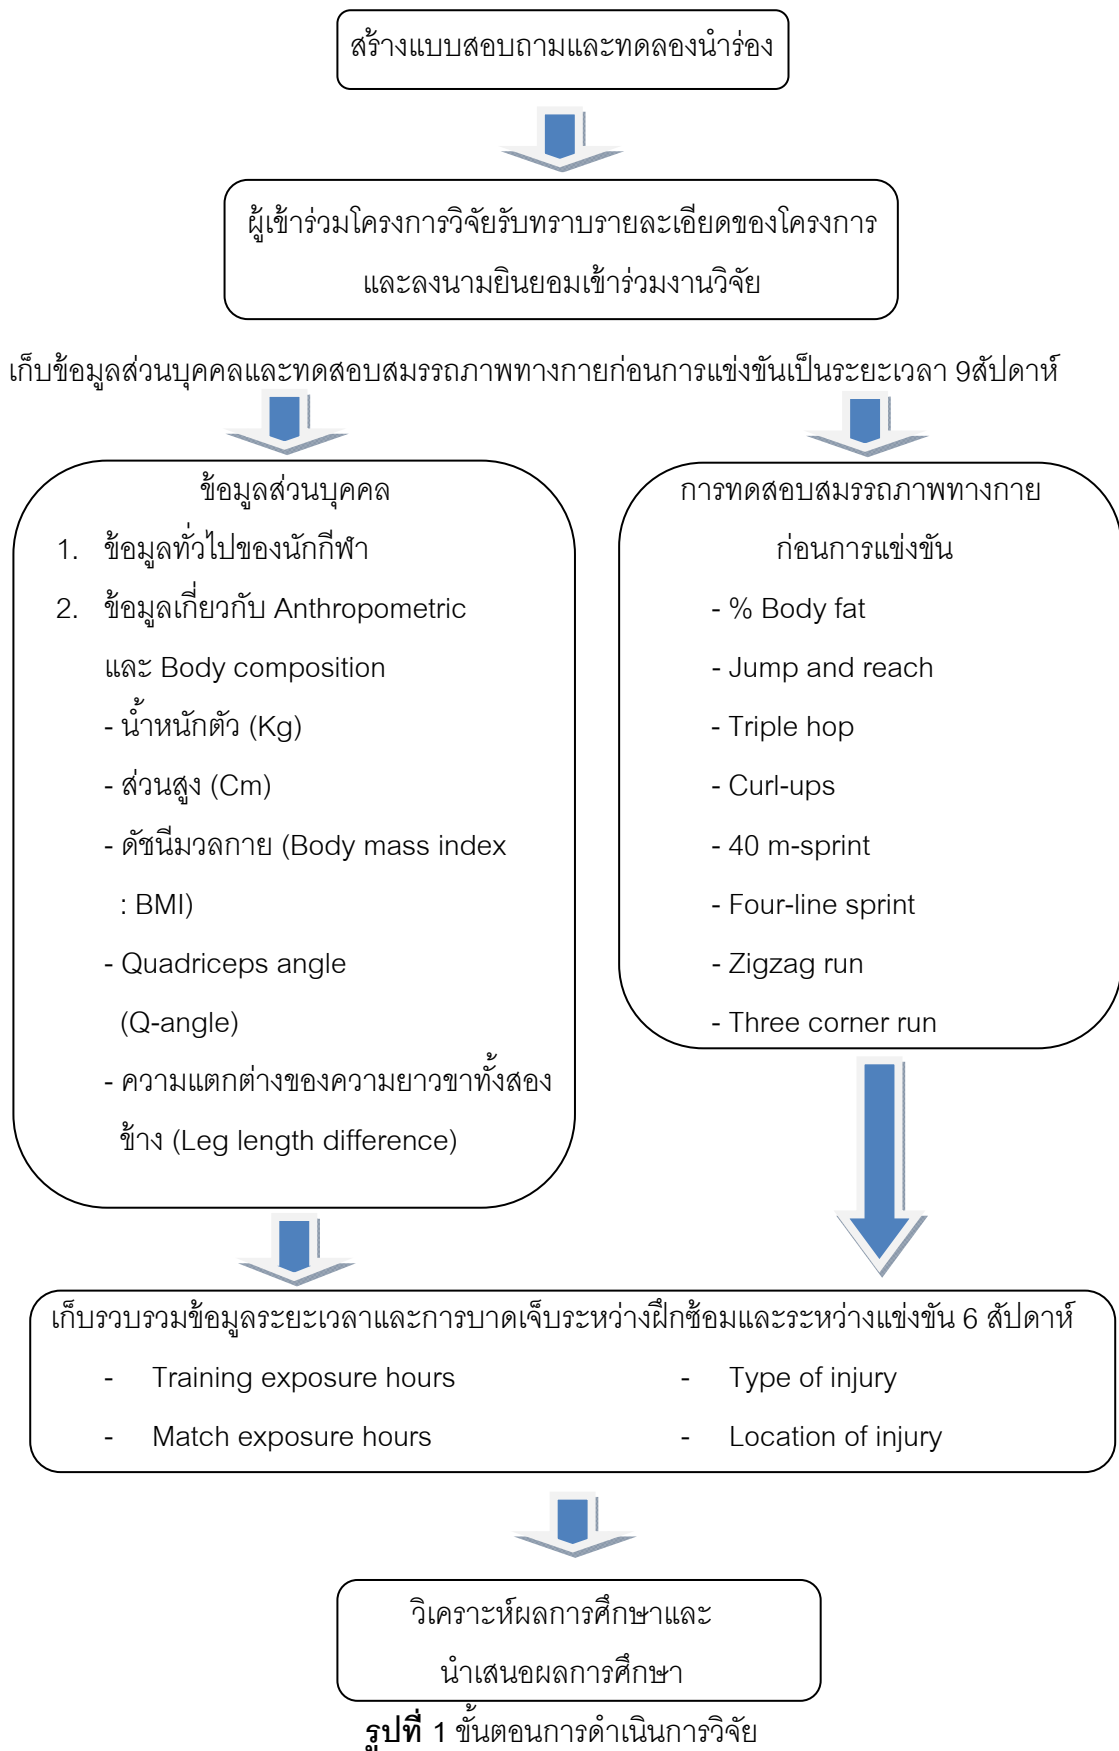 สร้างแบบสอบถามและทดลองนำร่อง
ผู้เข้าร่วมโครงการวิจัยรับทราบรายละเอียดของโครงการ
และลงนามยินยอมเข้าร่วมงานวิจัย
เก็บข้อมูลส่วนบุคคลและทดสอบสมรรถภาพทางกายก่อนการแข่งขันเป็นระยะเวลา 9สัปดาห์
ข้อมูลส่วนบุคคล
1. ข้อมูลทั่วไปของนักกีฬา
2. ข้อมูลเกี่ยวกับ Anthropometric
และ Body composition
- น้ำหนักตัว (Kg)
- ส่วนสูง (Cm)
- ดัชนีมวลกาย (Body mass index
: BMI)
- Quadriceps angle
(Q-angle)
- ความแตกต่างของความยาวขาทั้งสอง
ข้าง (Leg length difference)
การทดสอบสมรรถภาพทางกาย
ก่อนการแข่งขัน
- % Body fat
- Jump and reach
- Triple hop
- Curl-ups
- 40 m-sprint
- Four-line sprint
- Zigzag run
- Three corner run
เก็บรวบรวมข้อมูลระยะเวลาและการบาดเจ็บระหว่างฝึกซ้อมและระหว่างแข่งขัน 6 สัปดาห์
- Training exposure hours
- Match exposure hours
- Type of injury
- Location of injury
วิเคราะห์ผลการศึกษาและ
นำเสนอผลการศึกษา
รูปที่ 1 ขั้นตอนการดำเนินการวิจัย